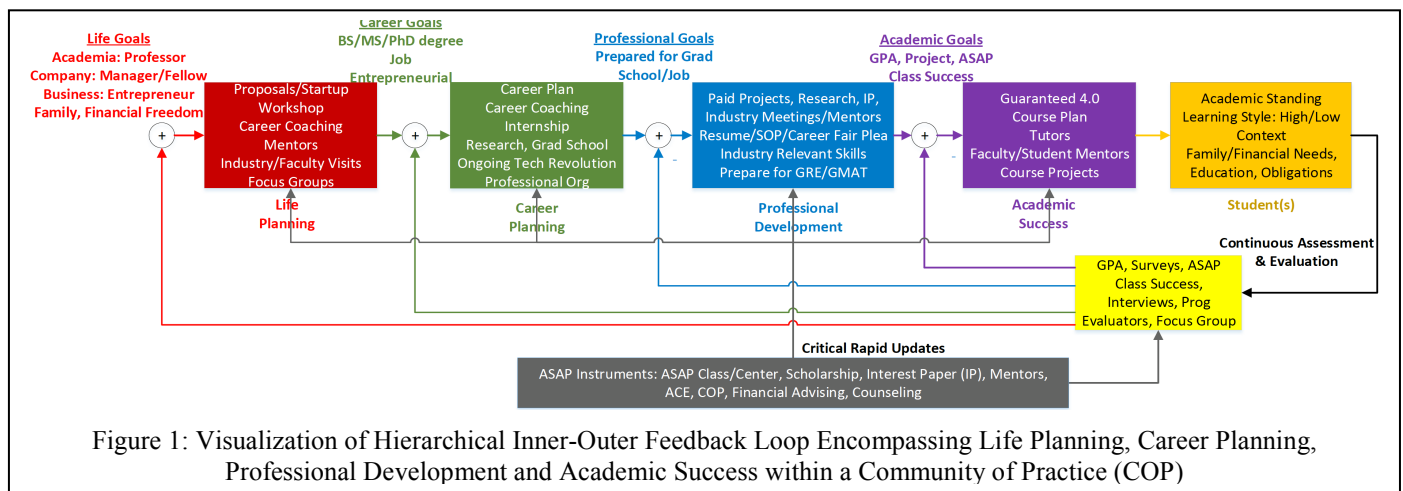 Life Goals
Academia: Professor
Company: Manager/Fellow
Business: Entrepreneur
Family, Financial Freedom
Career Goals
BS/MS/PhD degree
Job
Entrepreneurial
Professional Goals
Prepared for Grad
School/Job
Academic Goals
GPA, Project, ASAP
Class Success
+
Proposals/Startup
Workshop
Career Coaching
Mentors
Industry/Faculty Visits
Focus Groups
Life
Planning
+
Career Plan
Career Coaching
Internship
Research, Grad School
Ongoing Tech Revolution
Professional Org
Career
Planning
+
-
Paid Projects, Research, IP,
Industry Meetings/Mentors
Resume/SOP/Career Fair Plea
Industry Relevant Skills
Prepare for GRE/GMAT
Professional
Development
+
-
Guaranteed 4.0
Course Plan
Tutors
Faculty/Student Mentors
Course Projects
Academic
Success
Academic Standing
Learning Style: High/Low
Context
Family/Financial Needs,
Education, Obligations
Student(s)
Continuous Assessment
& Evaluation
GPA, Surveys, ASAP
Class Success,
Interviews, Prog
Evaluators, Focus Group
Critical Rapid Updates
ASAP Instruments: ASAP Class/Center, Scholarship, Interest Paper (IP), Mentors,
ACE, COP, Financial Advising, Counseling
Figure 1: Visualization of Hierarchical Inner-Outer Feedback Loop Encompassing Life Planning, Career Planning,
Professional Development and Academic Success within a Community of Practice (COP)